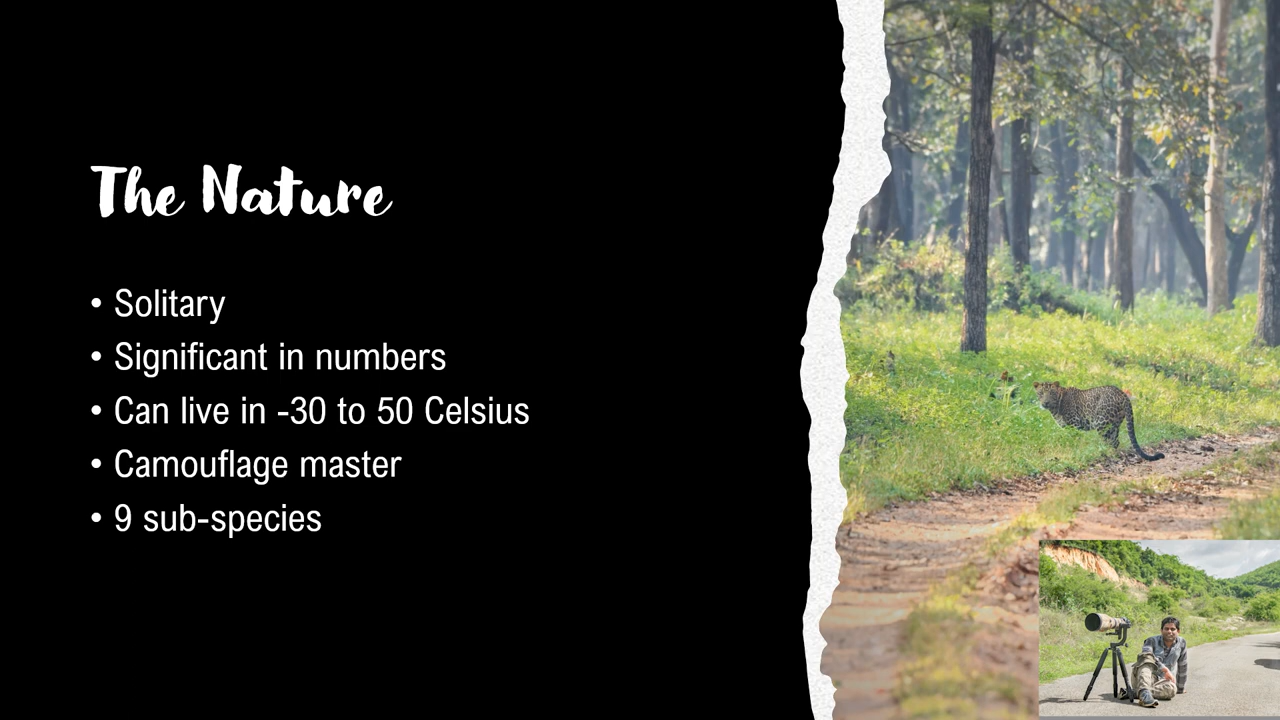 The Nature
• Solitary
• Significant in numbers
• Can live in -30 to 50 Celsius
• Camouflage master
• 9 sub-species